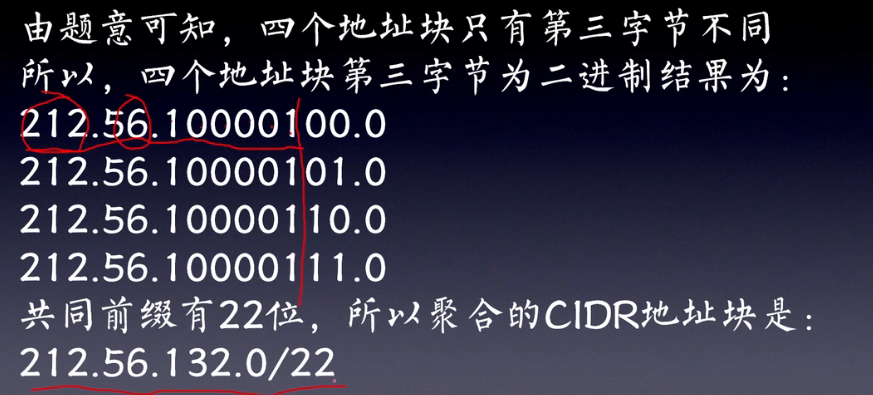 由题意可知，四个地址块只有第三字节不同
所以，四个地址块第三字节为二进制结果为：
212.56.10000100.0
212.56.10000101.0
212.56.10000110.0
212.56.10000111.0
共同前缀有22位，所以聚合的CIDR地址块是：
212.56.132.0/22